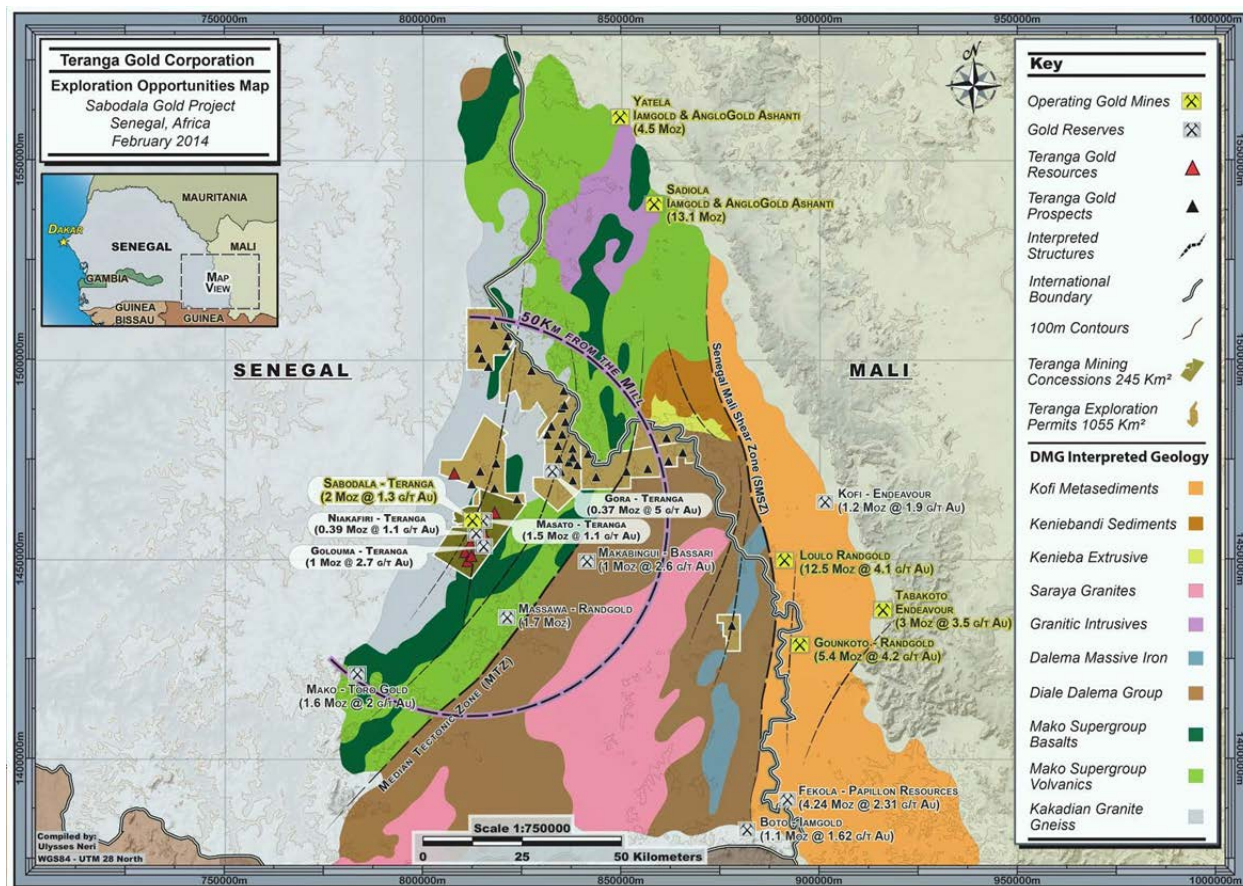 750000m 800000m 850000m 900000m 950000m 1000000m
Teranga Gold Corporation
Exploration Opportunities Map
Sabodala Gold Project
Senegal, Africa
February 2014
MAURITANIA
DAKAR
SENEGAL
MALI
GAMBIA
MAP
VIEW
GUINEA
BISSAU
GUINEA
N
YATELA
IAMGOLD & ANGLOGOLD ASHANTI
(4.5 MOZ)
SADIOLA
IAMGOLD & ANGLOGOLD ASHANTI
(13.1 MOZ)
50KM FROM THE MILL
SENEGAL
MALI
Senegal Mali Shear Zone (SMSZ)
SABODALA - TERANGA
(2 MOZ @ 1.3 G/T AU)
NIAKAFIRI - TERANGA
(0.39 MOZ @ 1.1 G/T AU)
GOLOUMA - TERANGA
(1 MOZ @ 2.7 G/T AU)
GORA - TERANGA
(0.37 MOZ @ 5 G/T AU)
MASATO - TERANGA
(1.5 MOZ @ 1.1 G/T AU)
MAKABINGUI - BASSARI
(1 MOZ @ 2.6 G/T AU)
MASSAWA - RANDGOLD
(1.7 MOZ)
MAKO - TORO GOLD
(1.6 MOZ @ 2 G/T AU)
MEDIAN TECTONIC ZONE (MTZ)
KOFI - ENDEAVOUR
(1.2 MOZ @ 1.9 G/T AU)
LOULO RANDGOLD
(12.5 MOZ @ 4.1 G/T AU)
TABAKOTO
ENDEAVOUR
(3 MOZ @ 3.5 G/T AU)
GOUNKOTO - RANDGOLD
(5.4 MOZ @ 4.2 G/T AU)
FEKOLA - PAPILLON RESOURCES
(4.24 MOZ @ 2.31 G/T AU)
BOTO - IAMGOLD
(1.1 MOZ @ 1.62 G/T AU)
Key
Operating Gold Mines
Gold Reserves
Teranga Gold
Resources
Teranga Gold
Prospects
Interpreted
Structures
International
Boundary
100m Contours
Teranga Mining
Concessions 245 Km²
Teranga Exploration
Permits 1055 Km²
DMG Interpreted Geology
Kofi Metasediments
Keniebandi Sediments
Kenieba Extrusive
Saraya Granites
Granitic Intrusives
Dalema Massive Iron
Diale Dalema Group
Mako Supergroup
Basalts
Mako Supergroup
Volcanics
Kakadian Granite
Gneiss
1550000m 1550000m
1500000m 1500000m
1450000m 1450000m
1400000m 1400000m
Scale 1:750000
0 25 50 Kilometers
Compiled by:
Ulysses Neri
WGS84 - UTM 28 North
750000m 800000m 850000m 900000m 950000m 1000000m